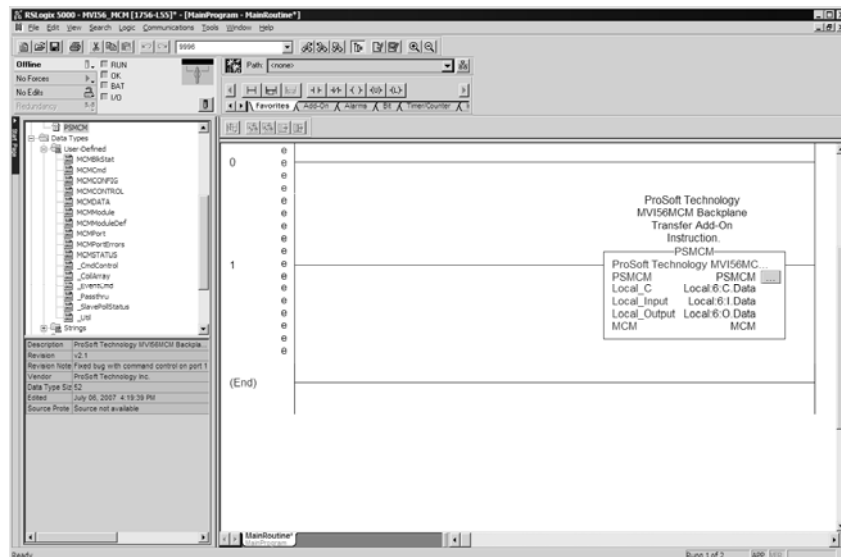 RSLogix 5000 - MVI56_MCM [1756-L55]* - [MainProgram - MainRoutine*]
File Edit View Search Logic Communications Tools Window Help
9996
Offline
RUN
No Forces
OK
No Edits
BAT
Redundancy
I/O
Path: <none>
Favorites Add-On Alarms Bit Timer/Counter
Start Page
PSMCM
Data Types
User-Defined
MCMBlkStat
MCMCmd
MCMCONFIG
MCMCONTROL
MCMDATA
MCMModule
MCMModuleDef
MCMPort
MCMPortErrors
MCMSTATUS
_CmdControl
_CoilArray
_EventCmd
_Passthru
_SlavePollStatus
_Util
Strings
Description ProSoft Technology MVI56MCM Backpla...
Revision v2.1
Revision Note Fixed bug with command control on port 1
Vendor ProSoft Technology Inc.
Data Type Siz 52
Edited July 06, 2007 4:19:39 PM
Source Prote Source not available
0
e
e
e
e
e
e
e
e
e
e
e
e
1
e
e
e
e
e
(End)
ProSoft Technology
MVI56MCM Backplane
Transfer Add-On
Instruction.
PSMCM
ProSoft Technology MVI56MC...
PSMCM PSMCM ...
Local_C Local:6:C.Data
Local_Input Local:6:I.Data
Local_Output Local:6:O.Data
MCM MCM
MainRoutine*
MainProgram
Ready
Rung 1 of 2
APP